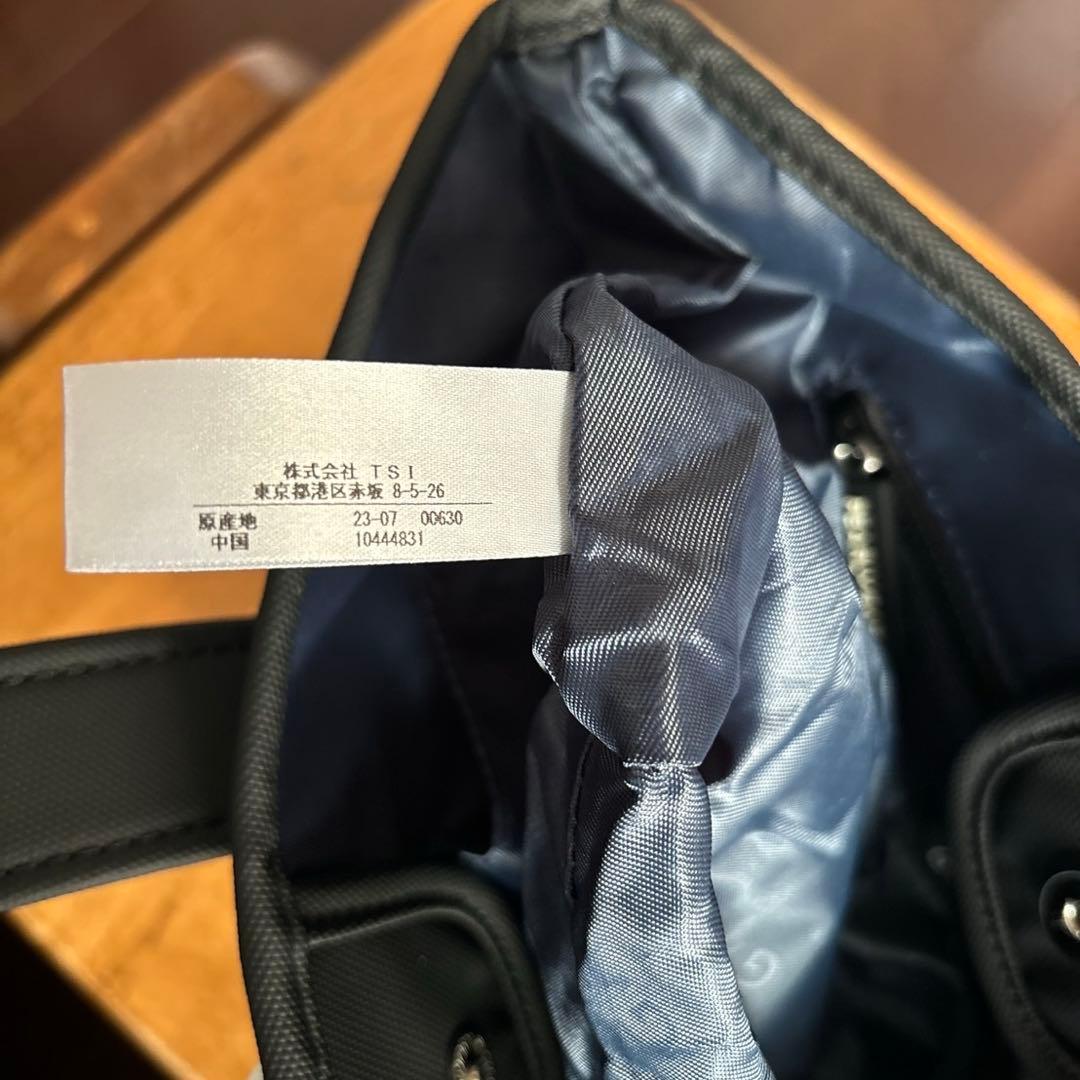 株式会社 TSI
東京都港区赤坂 8-5-26
原産地 23-07 00630
中国 10444831